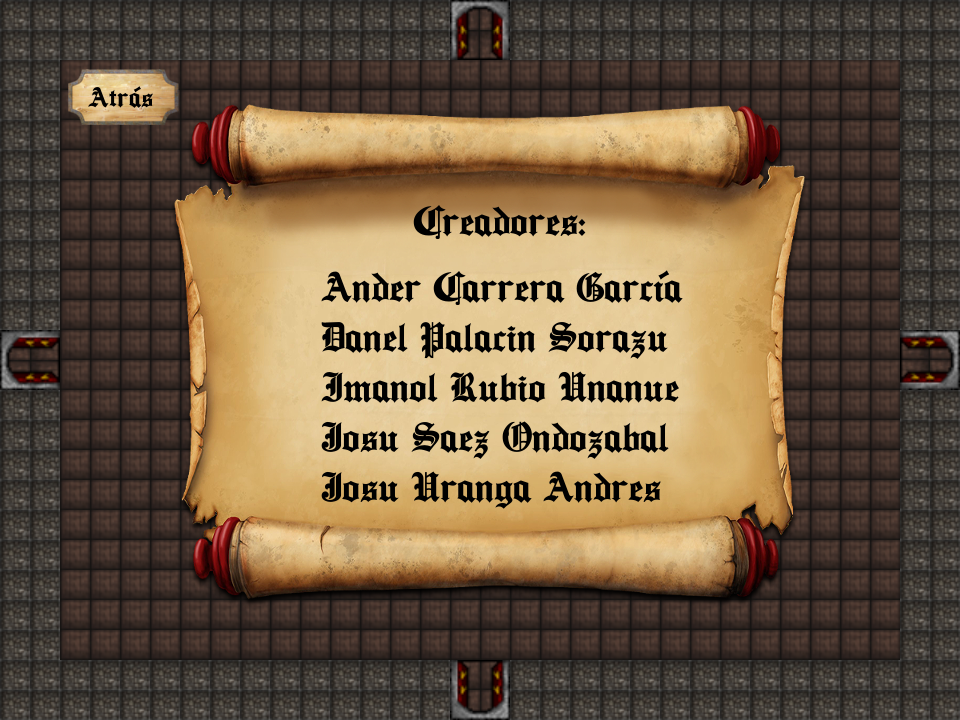 Atrás
Creadores:
Ander Carrera García
Danel Palacin Sorazu
Imanol Rubio Unanue
Josu Saez Ondozabal
Josu Uranga Andres